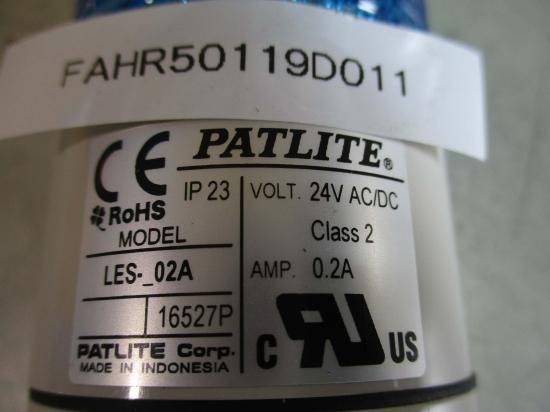 FAHR50119D011
CE PATLITE®
IP 23 VOLT. 24V AC/DC
RoHS
MODEL Class 2
LES-_02A AMP. 0.2A
16527P
PATLITE Corp. C RU US
MADE IN INDONESIA